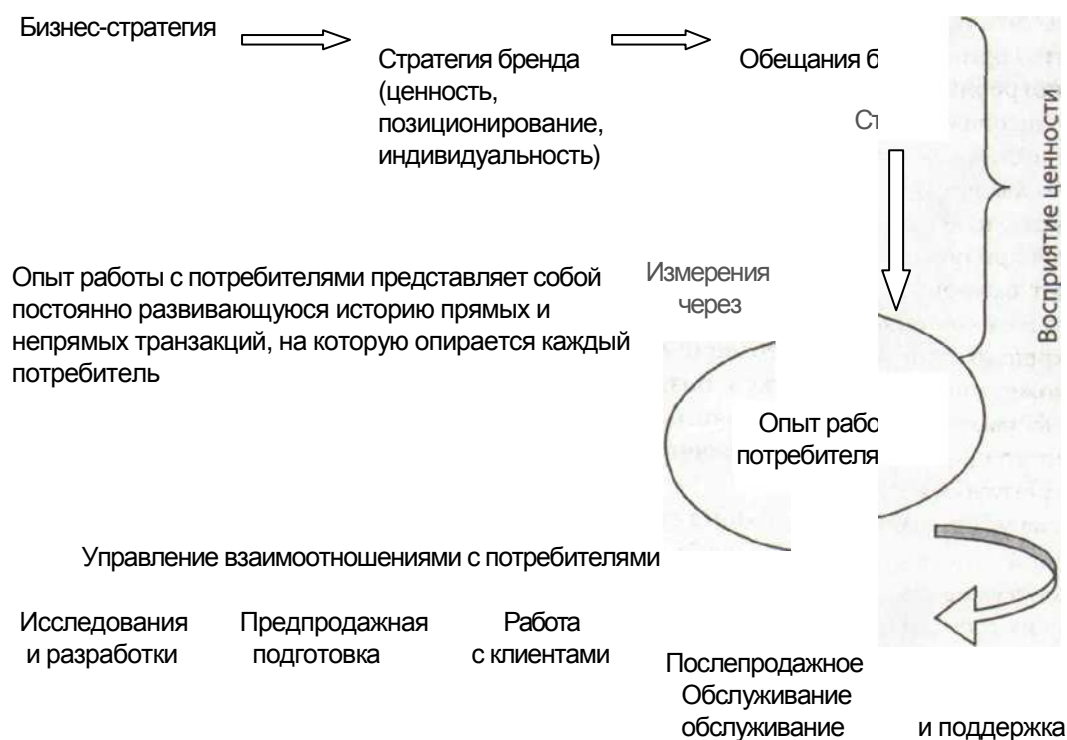 Бизнес-стратегия
Стратегия бренда
(ценность,
позиционирование,
индивидуальность)
Обещания б
Ст
Восприятие ценности
Опыт работы с потребителями представляет собой
постоянно развивающуюся историю прямых и
непрямых транзакций, на которую опирается каждый
потребитель
Измерения
через
Опыт рабо
потребителя
Управление взаимоотношениями с потребителями
Исследования
и разработки
Предпродажная
подготовка
Работа
с клиентами
Послепродажное
Обслуживание
обслуживание
и поддержка